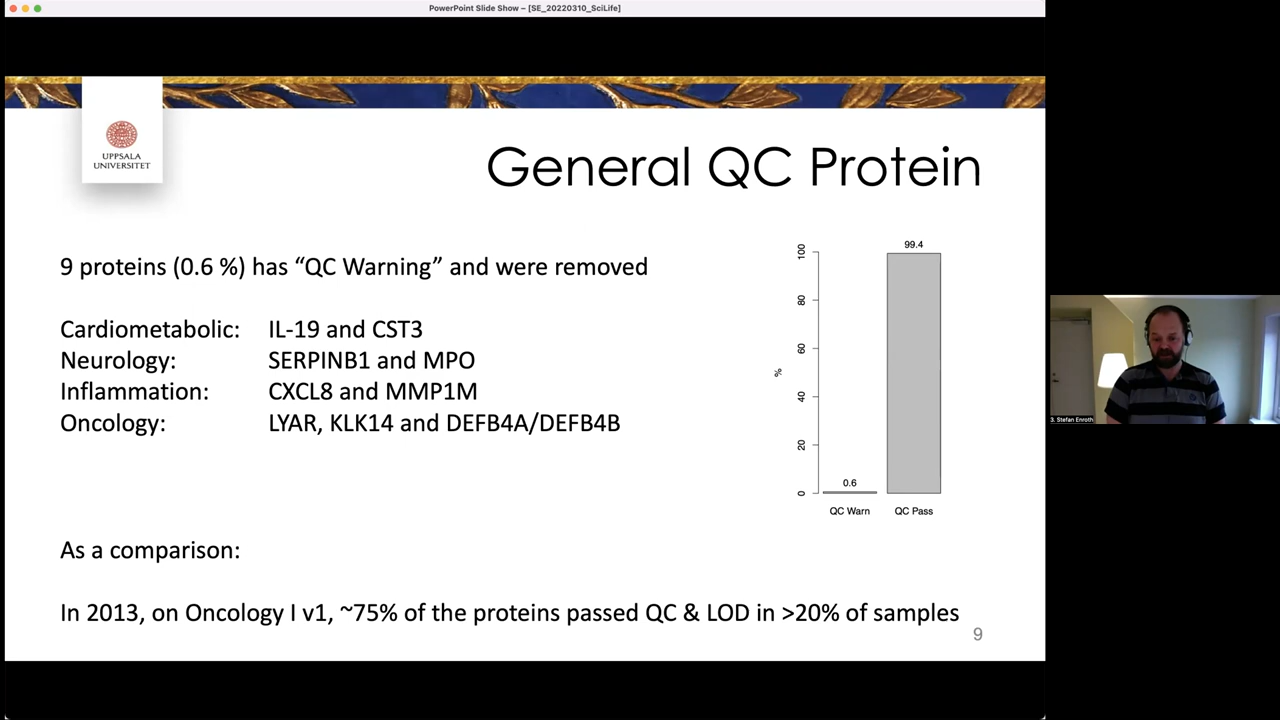 PowerPoint Slide Show – [SE_20220310_SciLife]
UPPSALA
UNIVERSITET
General QC Protein
9 proteins (0.6 %) has “QC Warning” and were removed
Cardiometabolic: IL-19 and CST3
Neurology: SERPINB1 and MPO
Inflammation: CXCL8 and MMP1M
Oncology: LYAR, KLK14 and DEFB4A/DEFB4B
99.4
100
80
60
%
40
20
0
0.6
QC Warn QC Pass
As a comparison:
In 2013, on Oncology I v1, ~75% of the proteins passed QC & LOD in >20% of samples
9
3. Stefan Enroth